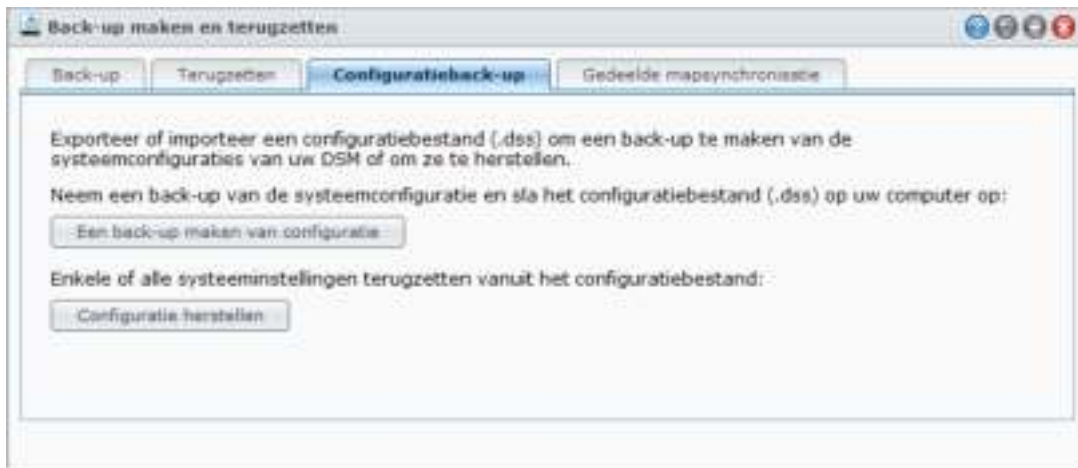 Back-up maken en terugzetten
Back-up Terugzetten Configuratieback-up Gedeelde mapsynchronisatie
Exporteer of importeer een configuratiebestand (.dss) om een back-up te maken van de
systeemconfiguraties van uw DSM of om ze te herstellen.
Neem een back-up van de systeemconfiguratie en sla het configuratiebestand (.dss) op uw computer op:
Een back-up maken van configuratie
Enkele of alle systeeminstellingen terugzetten vanuit het configuratiebestand:
Configuratie herstellen